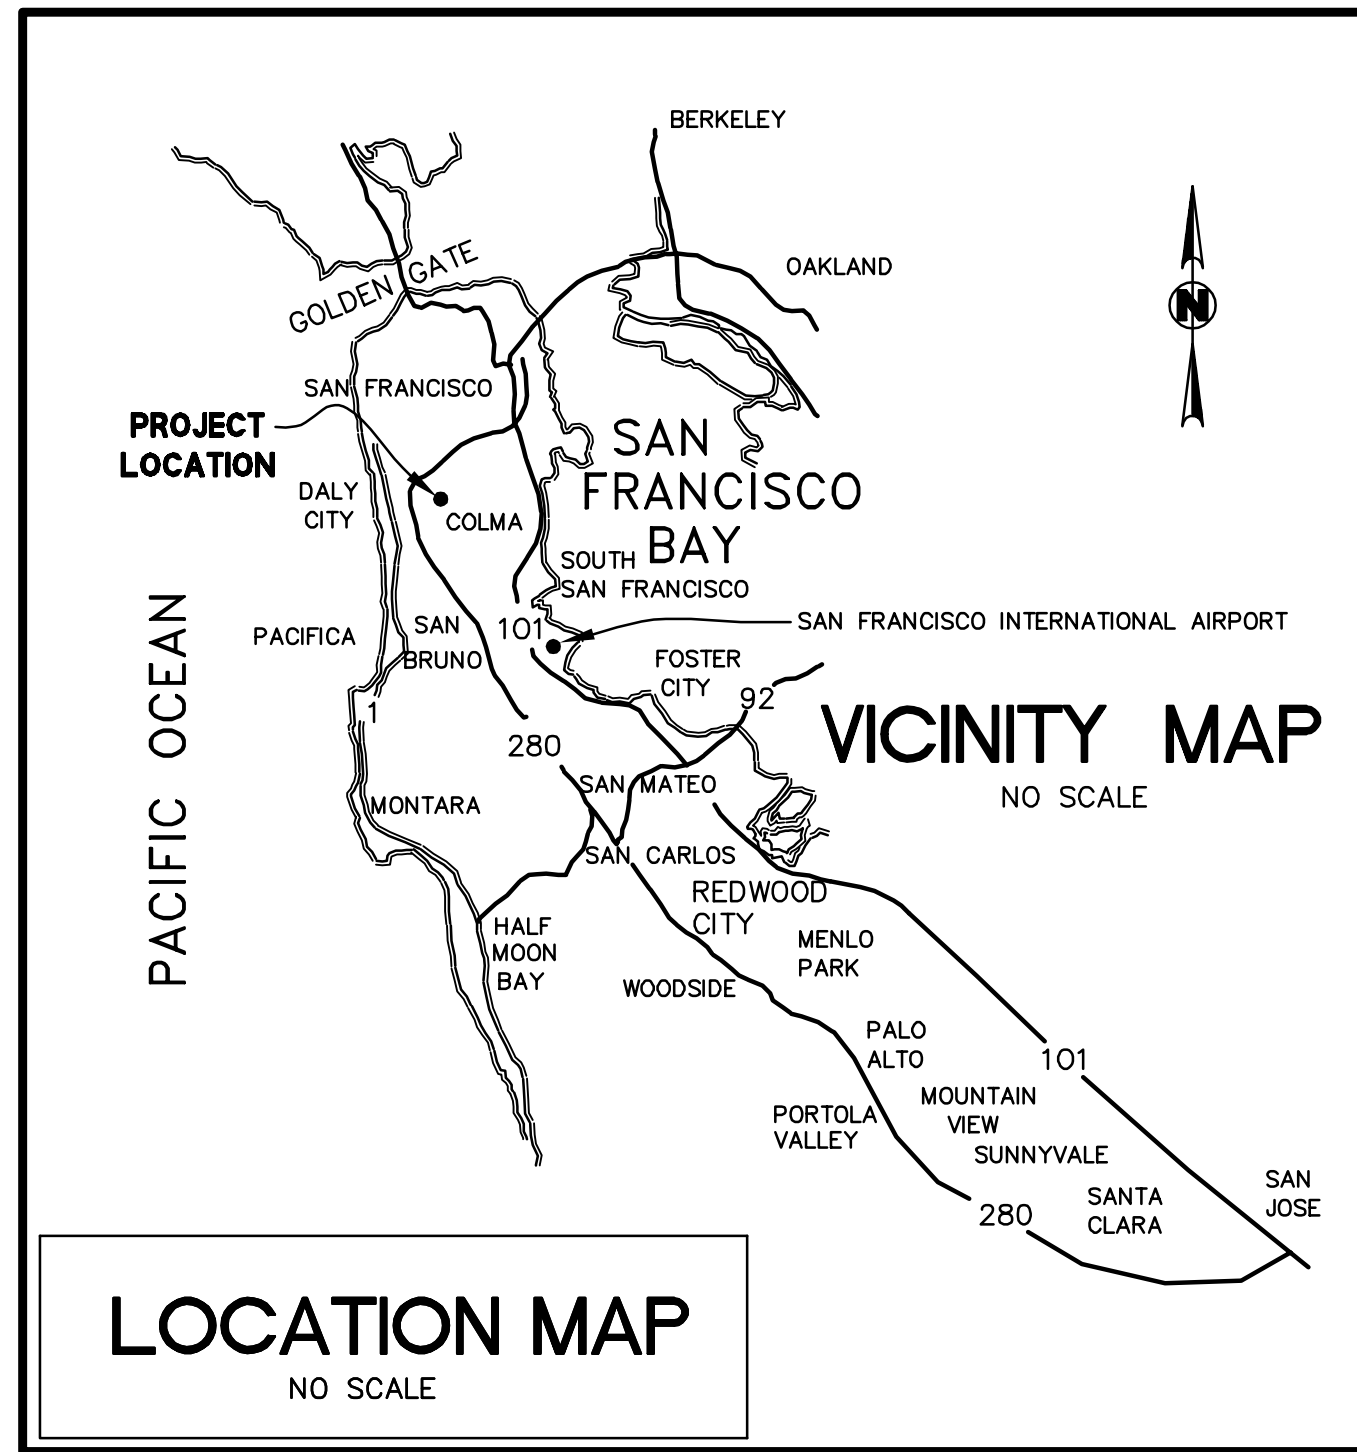 BERKELEY
OAKLAND
GOLDEN GATE
N
SAN FRANCISCO
PROJECT
LOCATION
SAN
FRANCISCO
BAY
DALY
CITY
COLMA
SOUTH
SAN FRANCISCO
PACIFIC OCEAN
PACIFICA
SAN
BRUNO
101
SAN FRANCISCO INTERNATIONAL AIRPORT
FOSTER
CITY
92
1
VICINITY MAP
NO SCALE
280
SAN MATEO
MONTARA
SAN CARLOS
REDWOOD
CITY
HALF
MOON
BAY
MENLO
PARK
WOODSIDE
PALO
ALTO
101
MOUNTAIN
VIEW
PORTOLA
VALLEY
SUNNYVALE
SAN
JOSE
SANTA
CLARA
280
LOCATION MAP
NO SCALE